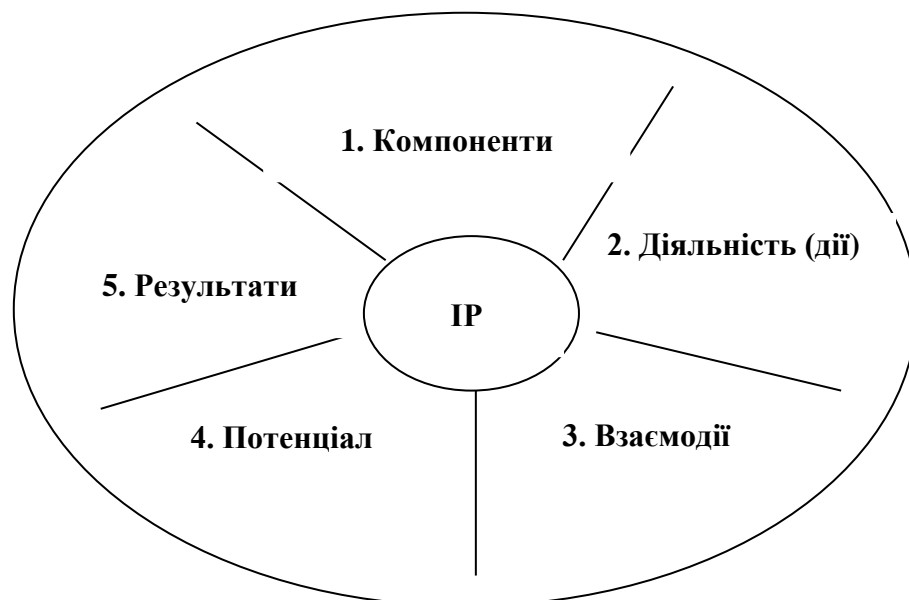 1. Компоненти
2. Діяльність (дії)
5. Результати
ІР
4. Потенціал
3. Взаємодії